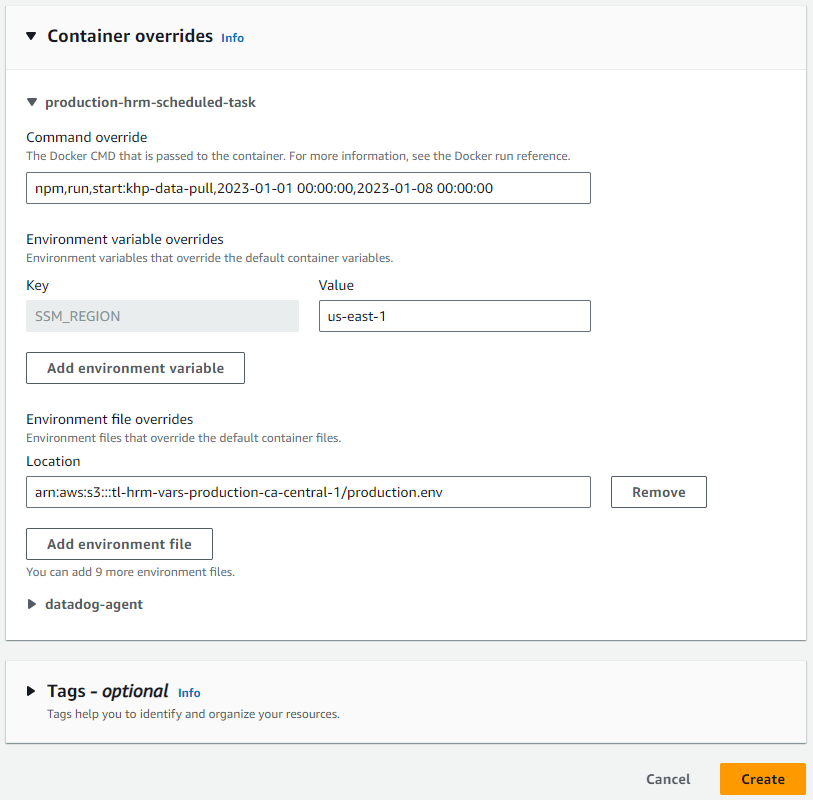 Container overrides Info
production-hrm-scheduled-task
Command override
The Docker CMD that is passed to the container. For more information, see the Docker run reference.
npm,run,start:khp-data-pull,2023-01-01 00:00:00,2023-01-08 00:00:00
Environment variable overrides
Environment variables that override the default container variables.
Key Value
SSM_REGION us-east-1
Add environment variable
Environment file overrides
Environment files that override the default container files.
Location
arn:aws:s3:::tl-hrm-vars-production-ca-central-1/production.env Remove
Add environment file
You can add 9 more environment files.
datadog-agent
Tags - optional Info
Tags help you to identify and organize your resources.
Cancel Create